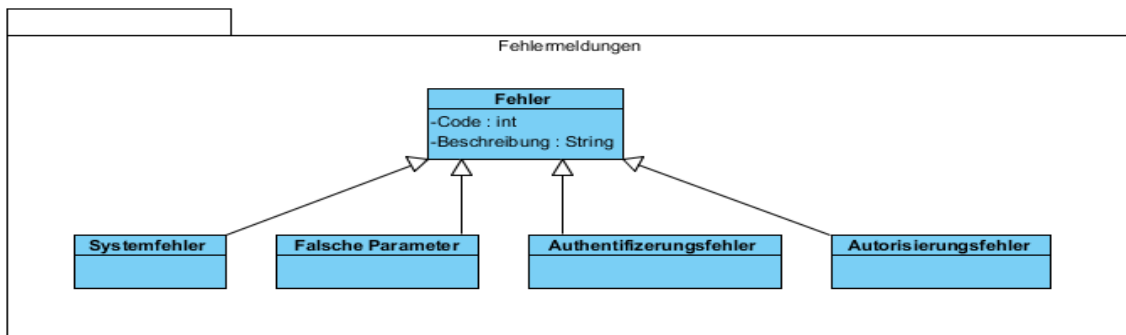 Fehlermeldungen
Fehler
-Code : int
-Beschreibung : String
Systemfehler
Falsche Parameter
Authentifizerungsfehler
Autorisierungsfehler